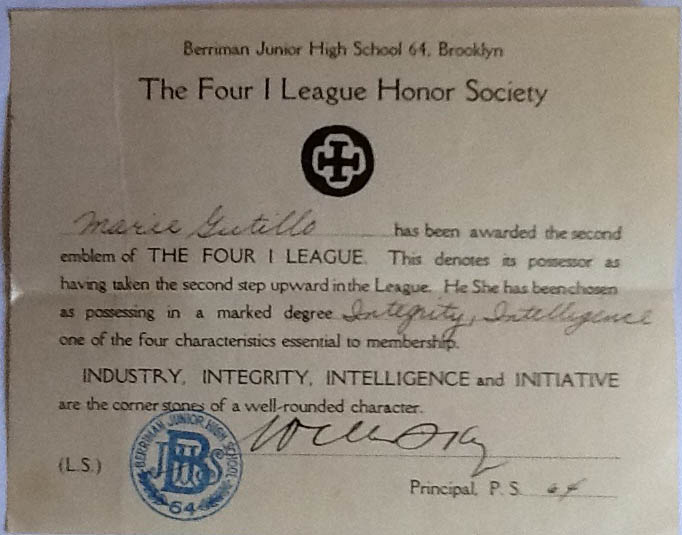 Berriman Junior High School 64, Brooklyn
The Four I League Honor Society
Marie Gutillo has been awarded the second
emblem of THE FOUR I LEAGUE. This denotes its possessor as
having taken the second step upward in the League. He She has been chosen
as possessing in a marked degree Integrity, Intelligence
one of the four characteristics essential to membership.
INDUSTRY, INTEGRITY, INTELLIGENCE and INITIATIVE
are the corner stones of a well-rounded character.
(L.S.)
BERRIMAN JUNIOR HIGH SCHOOL
B JHS
64
Principal, P. S. 64